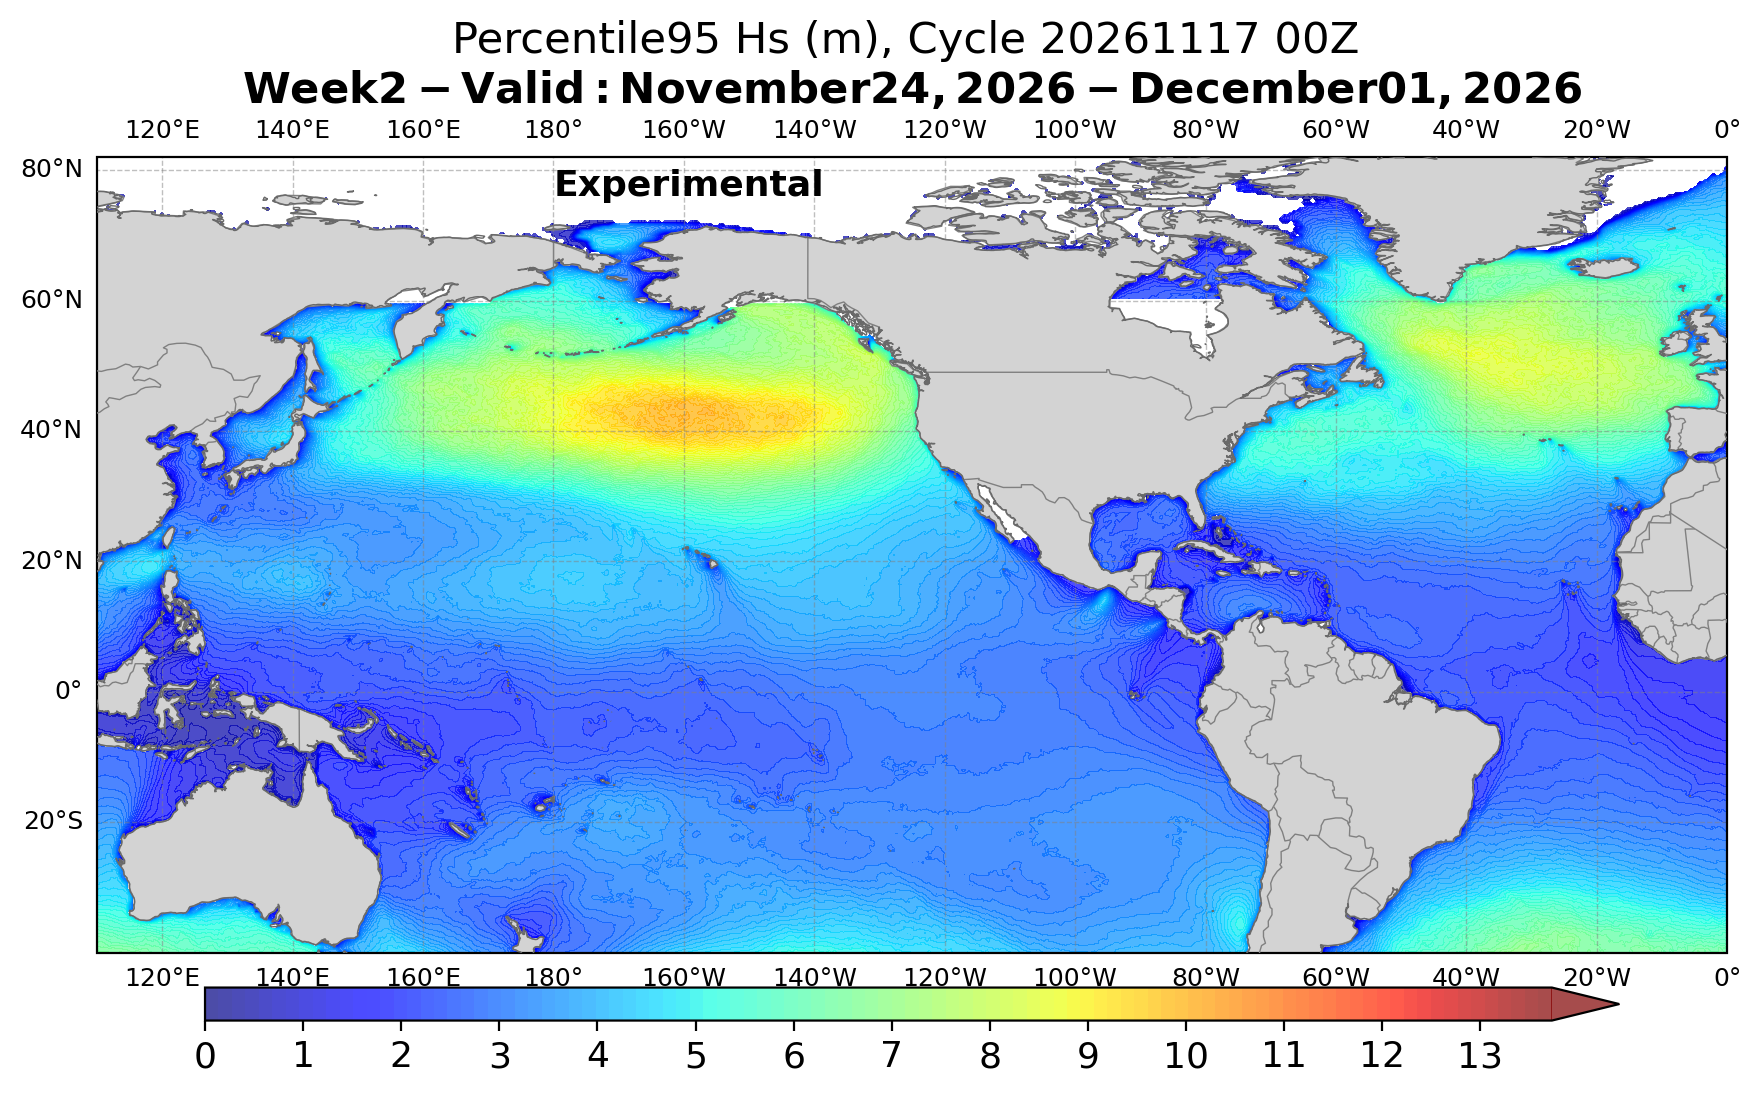 Percentile95 Hs (m), Cycle 20261117 00Z
Week2 − Valid : November24, 2026 − December01, 2026
120°E 140°E 160°E 180° 160°W 140°W 120°W 100°W 80°W 60°W 40°W 20°W 0°
80°N
Experimental
60°N
40°N
20°N
0°
20°S
120°E 140°E 160°E 180° 160°W 140°W 120°W 100°W 80°W 60°W 40°W 20°W 0°
0 1 2 3 4 5 6 7 8 9 10 11 12 13